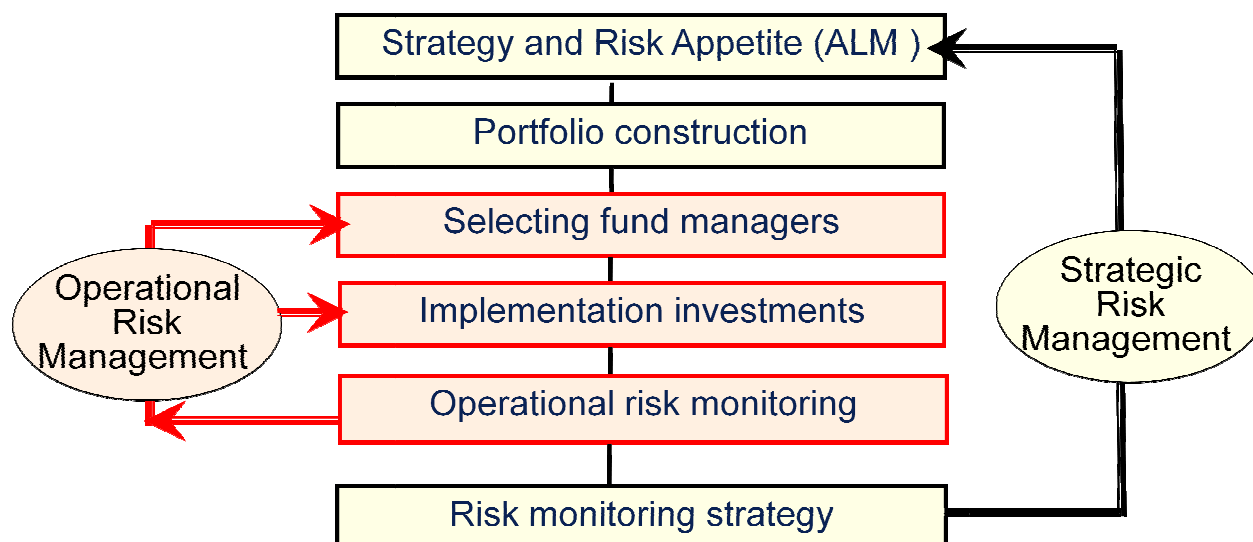 Strategy and Risk Appetite (ALM )
Portfolio construction
Selecting fund managers
Implementation investments
Operational risk monitoring
Risk monitoring strategy
Operational
Risk
Management
Strategic
Risk
Management